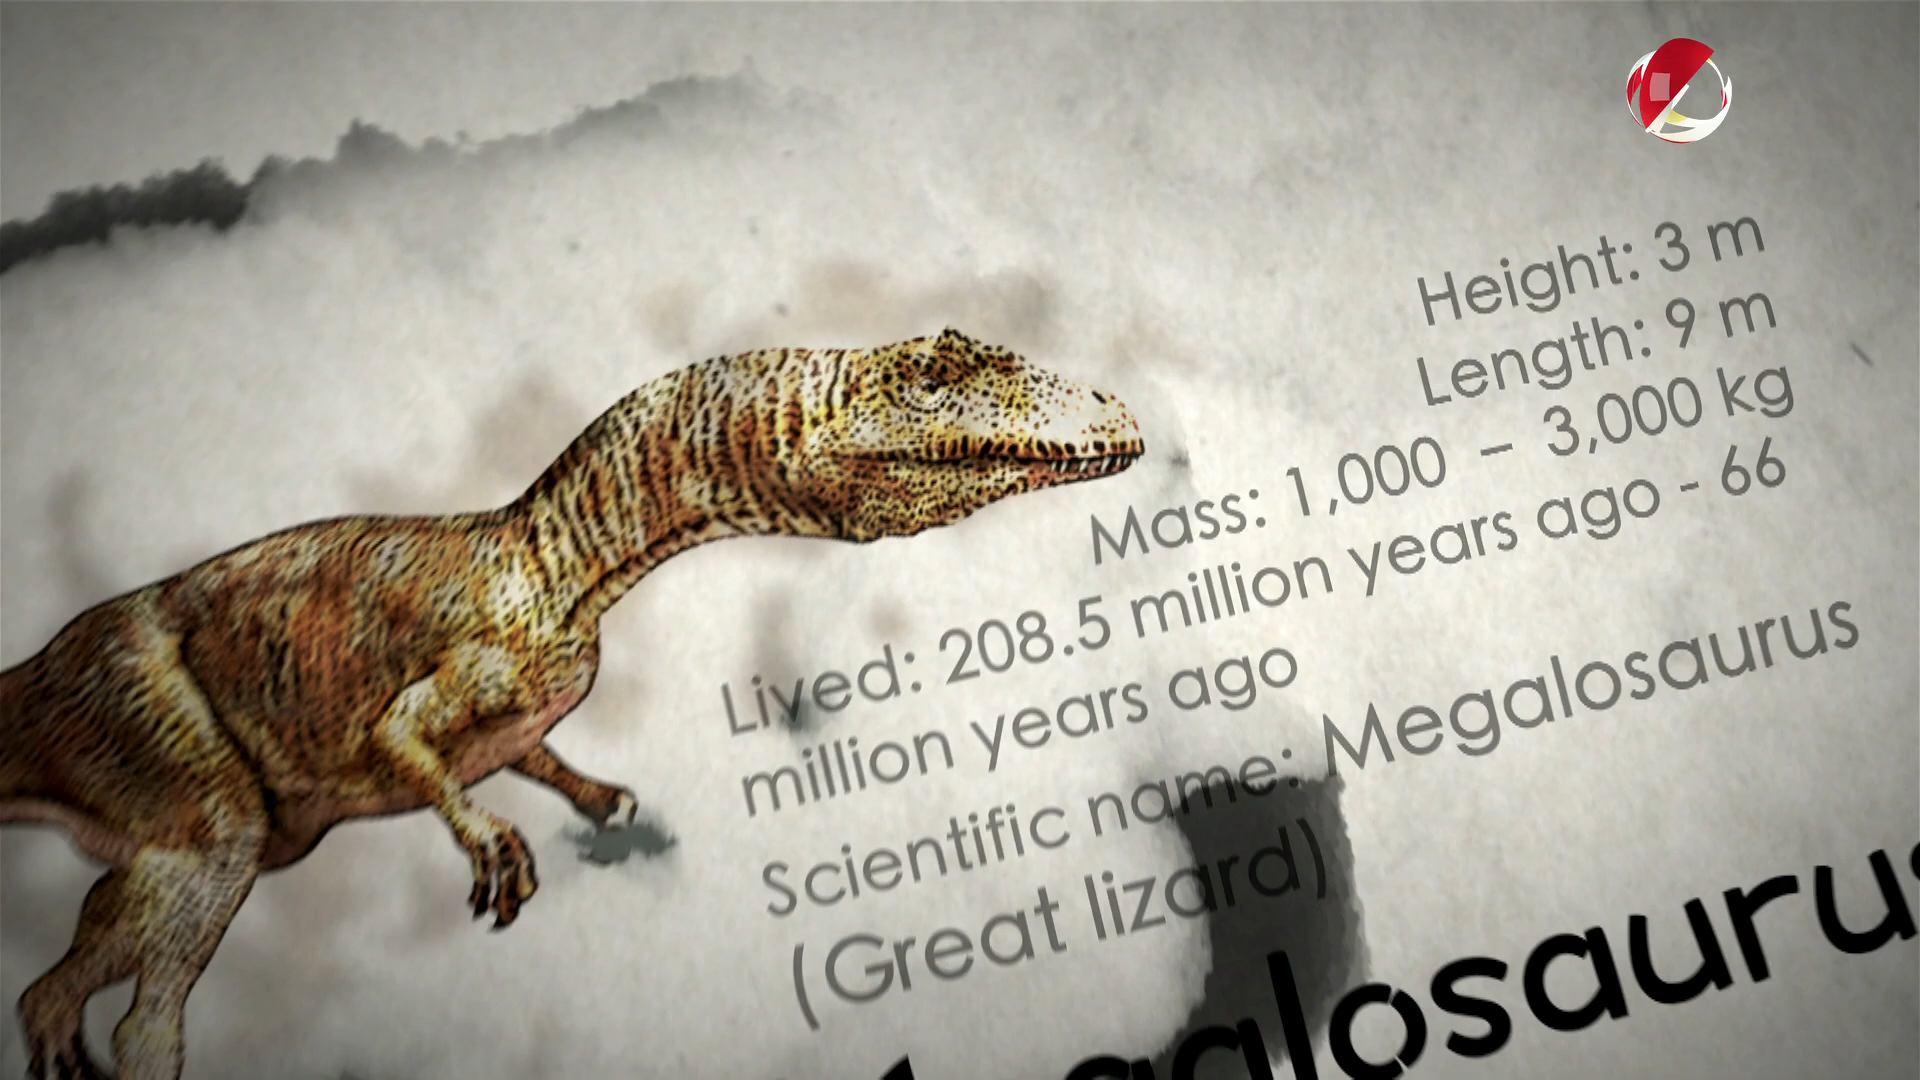 Height: 3 m
Length: 9 m
Mass: 1,000 – 3,000 kg
Lived: 208.5 million years ago - 66
million years ago
Scientific name: Megalosaurus
(Great lizard)
galosaurus